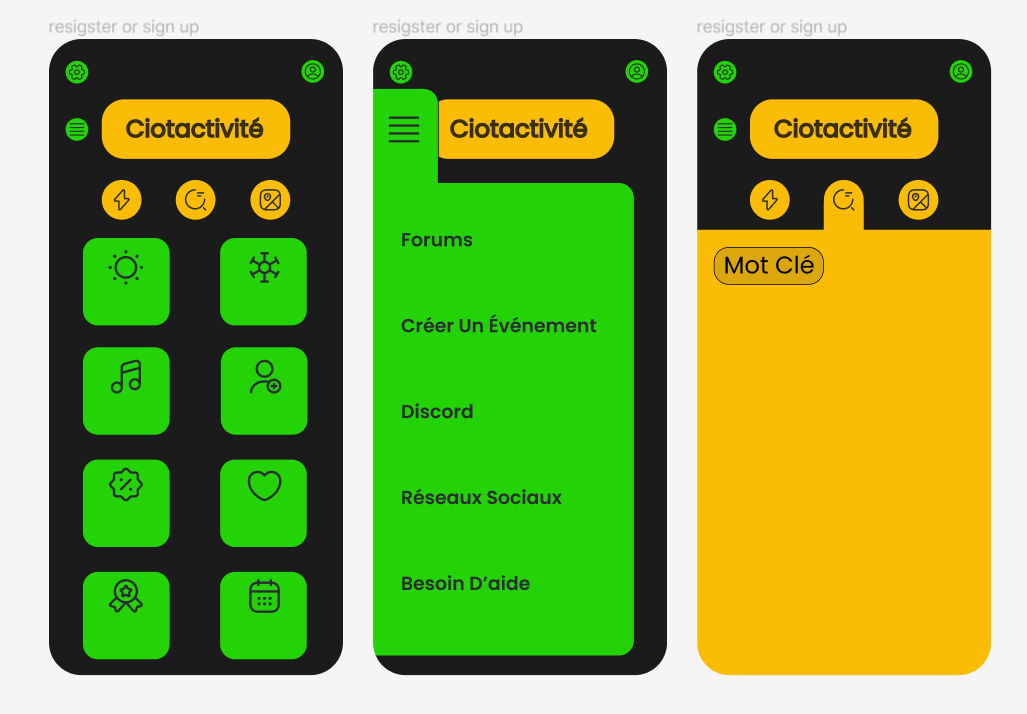 resigster or sign up
resigster or sign up
resigster or sign up
Ciotactivité
Ciotactivité
Forums
Créer Un Événement
Discord
Réseaux Sociaux
Besoin D’aide
Ciotactivité
Mot Clé